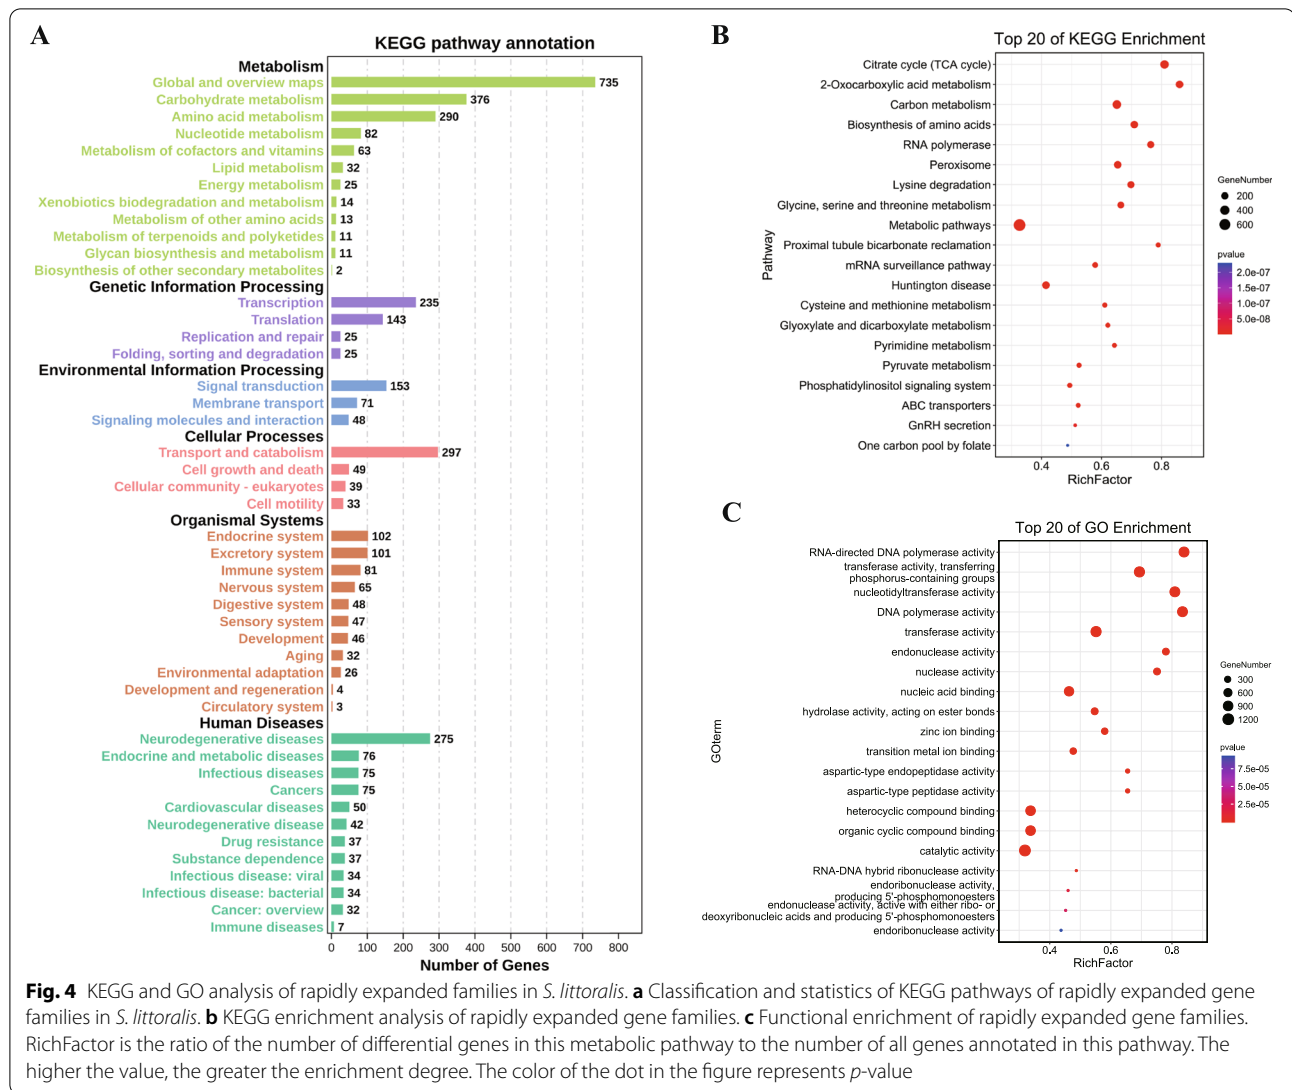 A
KEGG pathway annotation
Metabolism
Global and overview maps 735
Carbohydrate metabolism 376
Amino acid metabolism 290
Nucleotide metabolism 82
Metabolism of cofactors and vitamins 63
Lipid metabolism 32
Energy metabolism 25
Xenobiotics biodegradation and metabolism 14
Metabolism of other amino acids 13
Metabolism of terpenoids and polyketides 11
Glycan biosynthesis and metabolism 11
Biosynthesis of other secondary metabolites 2
Genetic Information Processing
Transcription 235
Translation 143
Replication and repair 25
Folding, sorting and degradation 25
Environmental Information Processing
Signal transduction 153
Membrane transport 71
Signaling molecules and interaction 48
Cellular Processes
Transport and catabolism 297
Cell growth and death 49
Cellular community - eukaryotes 39
Cell motility 33
Organismal Systems
Endocrine system 102
Excretory system 101
Immune system 81
Nervous system 65
Digestive system 48
Sensory system 47
Development 46
Aging 32
Environmental adaptation 26
Development and regeneration 4
Circulatory system 3
Human Diseases
Neurodegenerative diseases 275
Endocrine and metabolic diseases 76
Infectious diseases 75
Cancers 75
Cardiovascular diseases 50
Neurodegenerative disease 42
Drug resistance 37
Substance dependence 37
Infectious disease: viral 34
Infectious disease: bacterial 34
Cancer: overview 32
Immune diseases 7
0 100 200 300 400 500 600 700 800
Number of Genes
B
Top 20 of KEGG Enrichment
Pathway
Citrate cycle (TCA cycle)
2-Oxocarboxylic acid metabolism
Carbon metabolism
Biosynthesis of amino acids
RNA polymerase
Peroxisome
Lysine degradation
Glycine, serine and threonine metabolism
Metabolic pathways
Proximal tubule bicarbonate reclamation
mRNA surveillance pathway
Huntington disease
Cysteine and methionine metabolism
Glyoxylate and dicarboxylate metabolism
Pyrimidine metabolism
Pyruvate metabolism
Phosphatidylinositol signaling system
ABC transporters
GnRH secretion
One carbon pool by folate
0.4 0.6 0.8
RichFactor
GeneNumber
200
400
600
pvalue
2.0e-07
1.5e-07
1.0e-07
5.0e-08
C
Top 20 of GO Enrichment
GOterm
RNA-directed DNA polymerase activity
transferase activity, transferring
phosphorus-containing groups
nucleotidyltransferase activity
DNA polymerase activity
transferase activity
endonuclease activity
nuclease activity
nucleic acid binding
hydrolase activity, acting on ester bonds
zinc ion binding
transition metal ion binding
aspartic-type endopeptidase activity
aspartic-type peptidase activity
heterocyclic compound binding
organic cyclic compound binding
catalytic activity
RNA-DNA hybrid ribonuclease activity
endoribonuclease activity,
producing 5'-phosphomonoesters
endonuclease activity, active with either ribo- or
deoxyribonucleic acids and producing 5'-phosphomonoesters
endoribonuclease activity
0.4 0.6 0.8
RichFactor
GeneNumber
300
600
900
1200
pvalue
7.5e-05
5.0e-05
2.5e-05
Fig. 4 KEGG and GO analysis of rapidly expanded families in S. littoralis. a Classification and statistics of KEGG pathways of rapidly expanded gene
families in S. littoralis. b KEGG enrichment analysis of rapidly expanded gene families. c Functional enrichment of rapidly expanded gene families.
RichFactor is the ratio of the number of differential genes in this metabolic pathway to the number of all genes annotated in this pathway. The
higher the value, the greater the enrichment degree. The color of the dot in the figure represents p-value